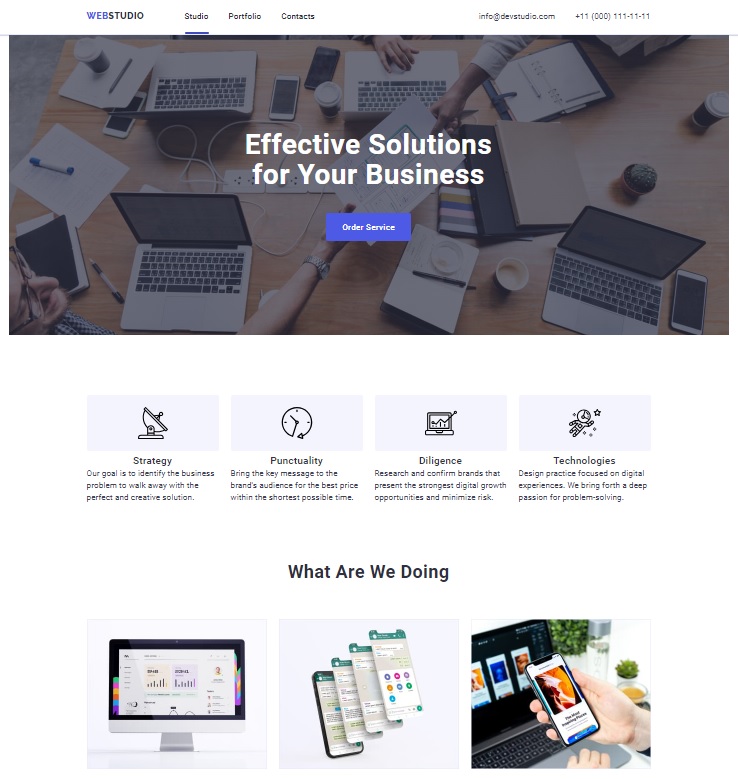 WEBSTUDIO Studio Portfolio Contacts info@devstudio.com +11 (000) 111-11-11
Effective Solutions
for Your Business
Order Service
Strategy
Our goal is to identify the business
problem to walk away with the
perfect and creative solution.
Punctuality
Bring the key message to the
brand's audience for the best price
within the shortest possible time.
Diligence
Research and confirm brands that
present the strongest digital growth
opportunities and minimize risk.
Technologies
Design practice focused on digital
experiences. We bring forth a deep
passion for problem-solving.
What Are We Doing